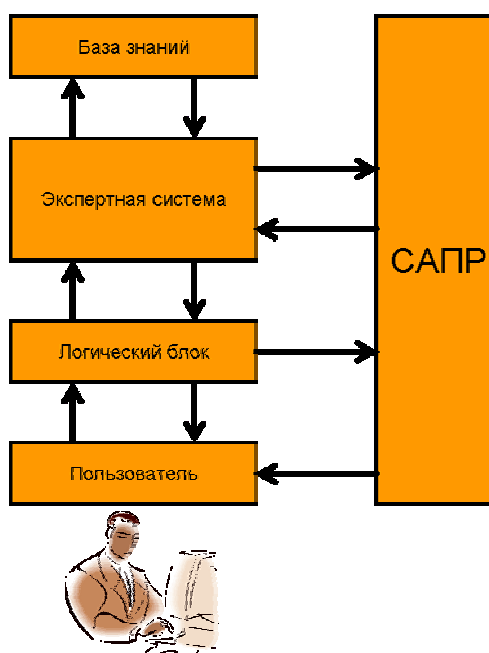 База знаний
Экспертная система
САПР
Логический блок
Пользователь